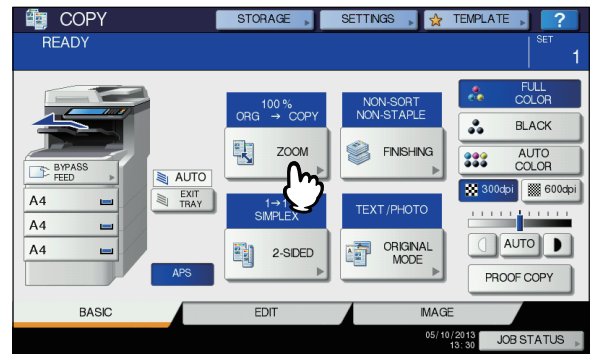 COPY
STORAGE
SETTINGS
TEMPLATE
?
READY
SET
1
100 %
ORG → COPY
NON-SORT
NON-STAPLE
FULL
COLOR
ZOOM
FINISHING
BLACK
AUTO
COLOR
BYPASS
FEED
AUTO
EXIT
TRAY
300dpi
600dpi
A4
A4
A4
1→1
SIMPLEX
TEXT/PHOTO
2-SIDED
ORIGINAL
MODE
AUTO
APS
PROOF COPY
BASIC
EDIT
IMAGE
05/10/2013
13:30
JOB STATUS